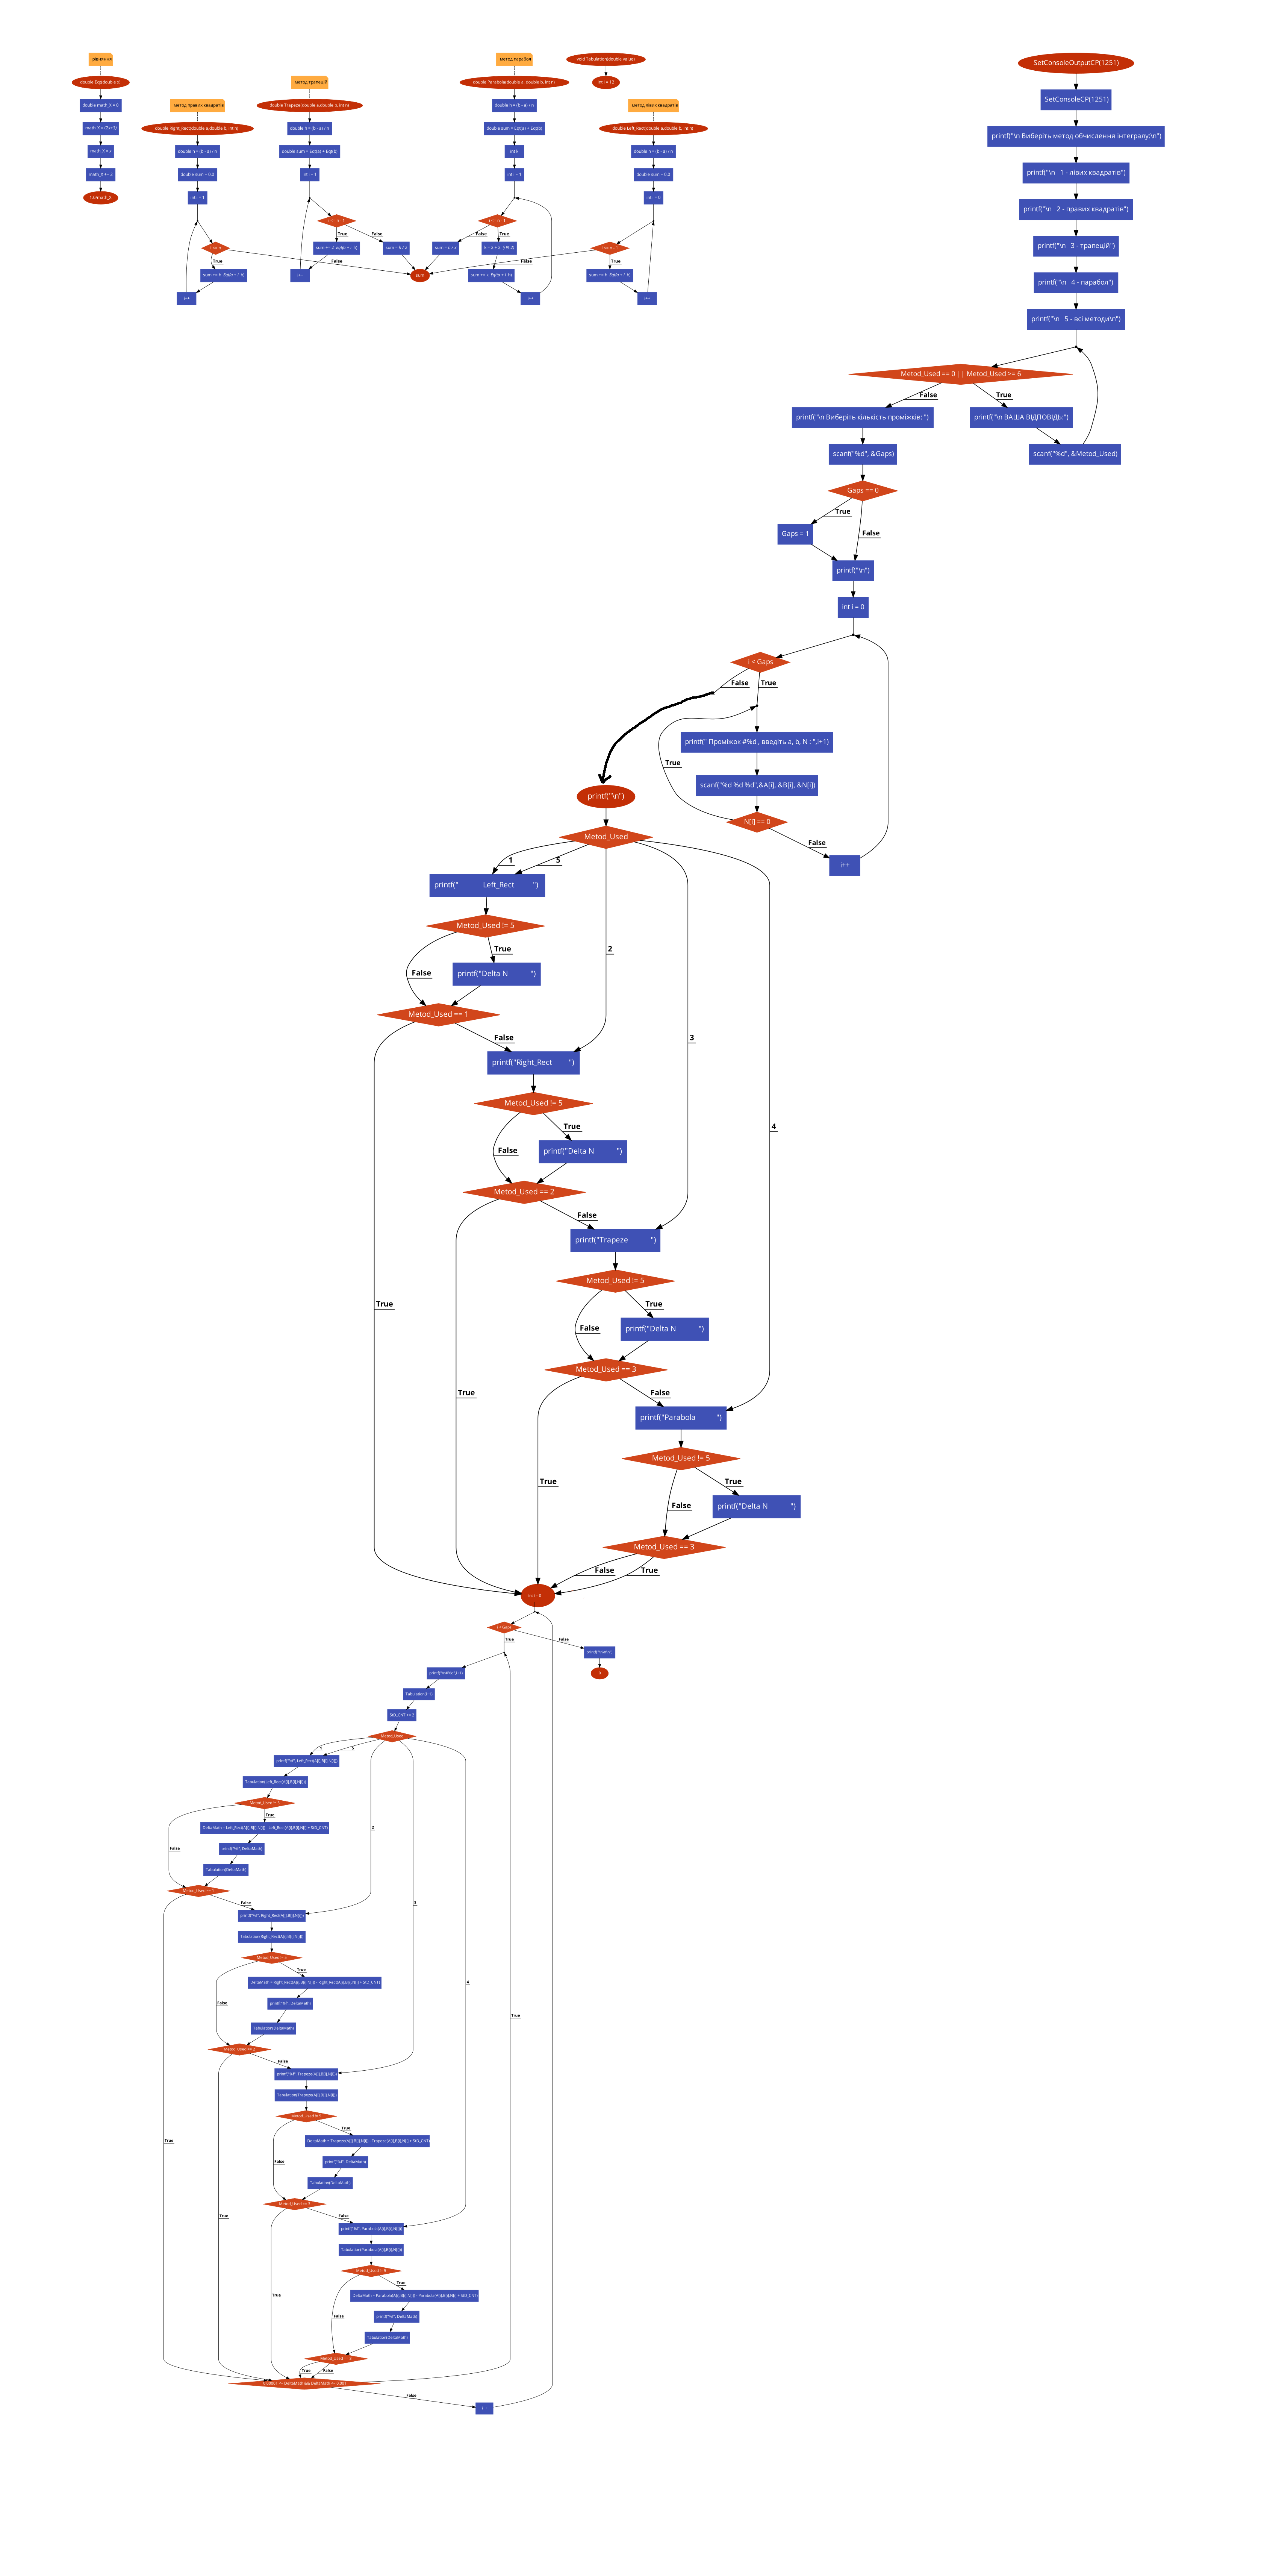 рівняння
double Eqt(double x)
double math_X = 0
math_X + (2x+3)
math_X = x
math_X += 2
1.0/math_X
метод правих квадратів
double Right_Rect(double a,double b, int n)
double h = (b - a) / n
double sum = 0.0
int i = 1
i <= n
True
False
sum += h (Eqt(a + i h)
i++
метод трапецій
double Trapeze(double a,double b, int n)
double h = (b - a) / n
double sum = Eqt(a) + Eqt(b)
int i = 1
i <= n - 1
True
False
sum += 2 (Eqt(a + i h)
sum = h / 2
i++
sum
метод парабол
double Parabola(double a, double b, int n)
double h = (b - a) / n
double sum = Eqt(a) + Eqt(b)
int k
int i = 1
i <= n - 1
False
True
sum = h / 3
k = 2 + 2 (i % 2)
sum += k (Eqt(a + i h)
i++
void Tabulation(double value)
int i = 12
метод лівих квадратів
double Left_Rect(double a,double b, int n)
double h = (b - a) / n
double sum = 0.0
int i = 0
i <= n - 1
False
True
sum += h (Eqt(a + i h)
i++
SetConsoleOutputCP(1251)
SetConsoleCP(1251)
printf("\n Виберіть метод обчислення інтегралу:\n")
printf("\n 1 - лівих квадратів")
printf("\n 2 - правих квадратів")
printf("\n 3 - трапецій")
printf("\n 4 - парабол")
printf("\n 5 - всі методи\n")
Metod_Used == 0 || Metod_Used >= 6
False
True
printf("\n Виберіть кількість проміжків: ")
printf("\n ВАША ВІДПОВІДЬ:")
scanf("%d", &Gaps)
scanf("%d", &Metod_Used)
Gaps == 0
True
False
Gaps = 1
printf("\n")
int i = 0
i < Gaps
False
True
printf(" Проміжок #%d , введіть a, b, N : ",i+1)
True
scanf("%d %d %d",&A[i], &B[i], &N[i])
N[i] == 0
False
i++
printf("\n")
Metod_Used
1
5
2
3
4
printf(" Left_Rect ")
Metod_Used != 5
True
False
printf("Delta N ")
Metod_Used == 1
False
True
printf("Right_Rect ")
Metod_Used != 5
True
False
printf("Delta N ")
Metod_Used == 2
False
True
printf("Trapeze ")
Metod_Used != 5
True
False
printf("Delta N ")
Metod_Used == 3
False
True
printf("Parabola ")
Metod_Used != 5
True
False
printf("Delta N ")
Metod_Used == 3
False
True
int i = 0
i < Gaps
True
False
printf("\n\n\n")
0
printf("\n#%d",i+1)
Tabulation(i+1)
SID_CNT += 2
Metod_Used
1
5
2
3
4
printf("%f", Left_Rect(A[i],B[i],N[i]))
Tabulation(Left_Rect(A[i],B[i],N[i]))
Metod_Used != 5
True
False
DeltaMath = Left_Rect(A[i],B[i],N[i]) - Left_Rect(A[i],B[i],N[i] + SID_CNT)
printf("%f", DeltaMath)
Tabulation(DeltaMath)
Metod_Used == 1
False
True
printf("%f", Right_Rect(A[i],B[i],N[i]))
Tabulation(Right_Rect(A[i],B[i],N[i]))
Metod_Used != 5
True
False
DeltaMath = Right_Rect(A[i],B[i],N[i]) - Right_Rect(A[i],B[i],N[i] + SID_CNT)
printf("%f", DeltaMath)
Tabulation(DeltaMath)
Metod_Used == 2
False
True
printf("%f", Trapeze(A[i],B[i],N[i]))
Tabulation(Trapeze(A[i],B[i],N[i]))
Metod_Used != 5
True
False
DeltaMath = Trapeze(A[i],B[i],N[i]) - Trapeze(A[i],B[i],N[i] + SID_CNT)
printf("%f", DeltaMath)
Tabulation(DeltaMath)
Metod_Used == 3
False
True
printf("%f", Parabola(A[i],B[i],N[i]))
Tabulation(Parabola(A[i],B[i],N[i]))
Metod_Used != 5
True
False
DeltaMath = Parabola(A[i],B[i],N[i]) - Parabola(A[i],B[i],N[i] + SID_CNT)
printf("%f", DeltaMath)
Tabulation(DeltaMath)
Metod_Used == 3
True
False
0.00001 <= DeltaMath && DeltaMath >= 0.001
True
False
i++